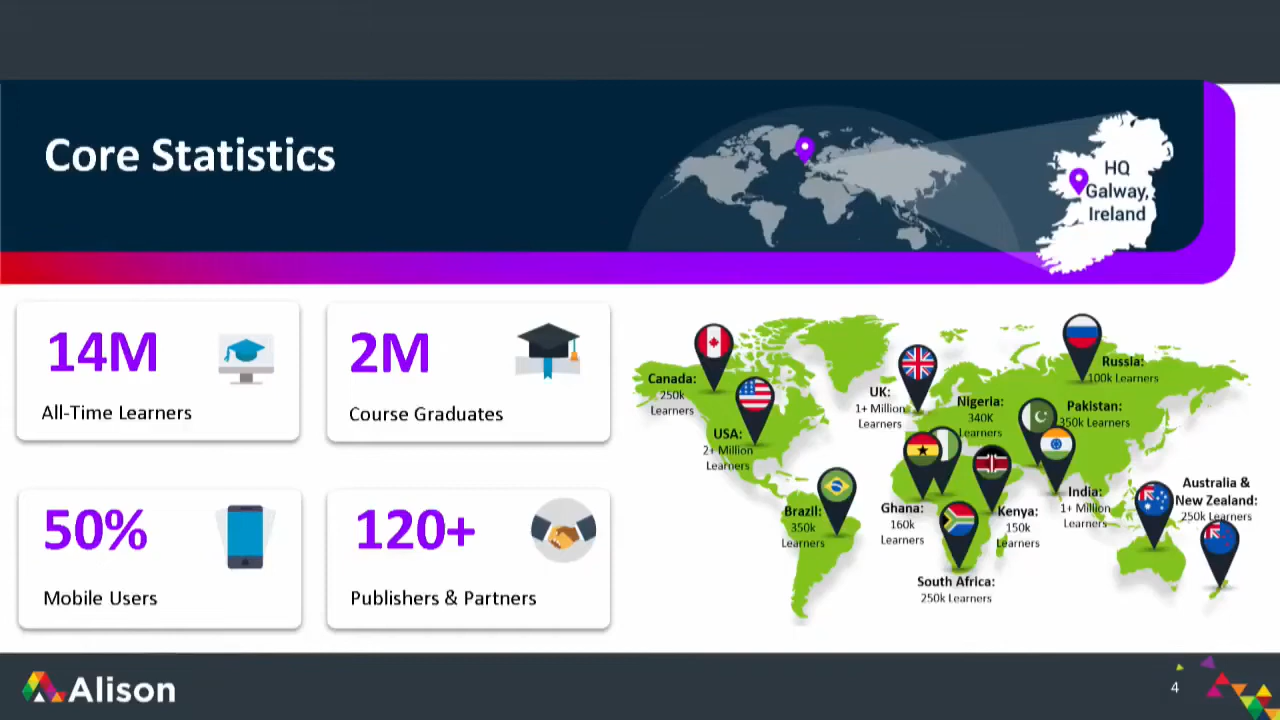 Core Statistics
HQ
Galway,
Ireland
14M
All-Time Learners
2M
Course Graduates
50%
Mobile Users
120+
Publishers & Partners
Canada:
250k
Learners
USA:
2+ Million
Learners
UK:
1+ Million
Learners
Nigeria:
340K
Learners
Russia:
100k Learners
Pakistan:
350k Learners
Brazil:
350k
Learners
Ghana:
160k
Learners
Kenya:
150k
Learners
India:
1+ Million
Learners
Australia &
New Zealand:
250k Learners
South Africa:
250k Learners
Alison
4